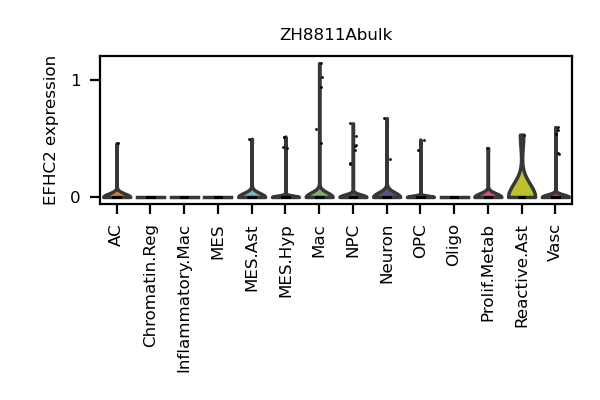 ZH8811Abulk
EFHC2 expression
1
0
AC
Chromatin.Reg
Inflammatory.Mac
MES
MES.Ast
MES.Hyp
Mac
NPC
Neuron
OPC
Oligo
Prolif.Metab
Reactive.Ast
Vasc